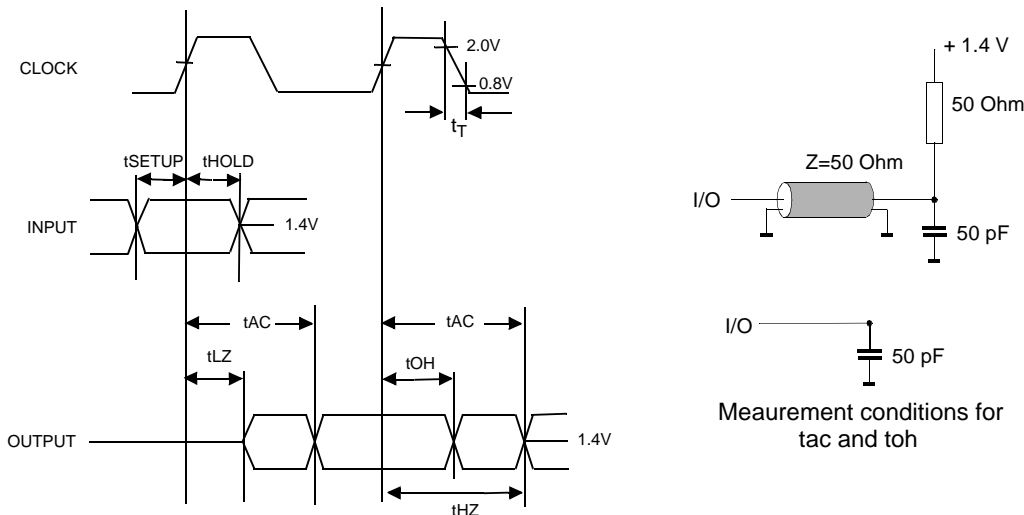 CLOCK
2.0V
0.8V
tT
tSETUP
tHOLD
INPUT
1.4V
tAC
tAC
tLZ
tOH
OUTPUT
1.4V
tHZ
+ 1.4 V
50 Ohm
Z=50 Ohm
I/O
50 pF
I/O
50 pF
Meaurement conditions for
tac and toh